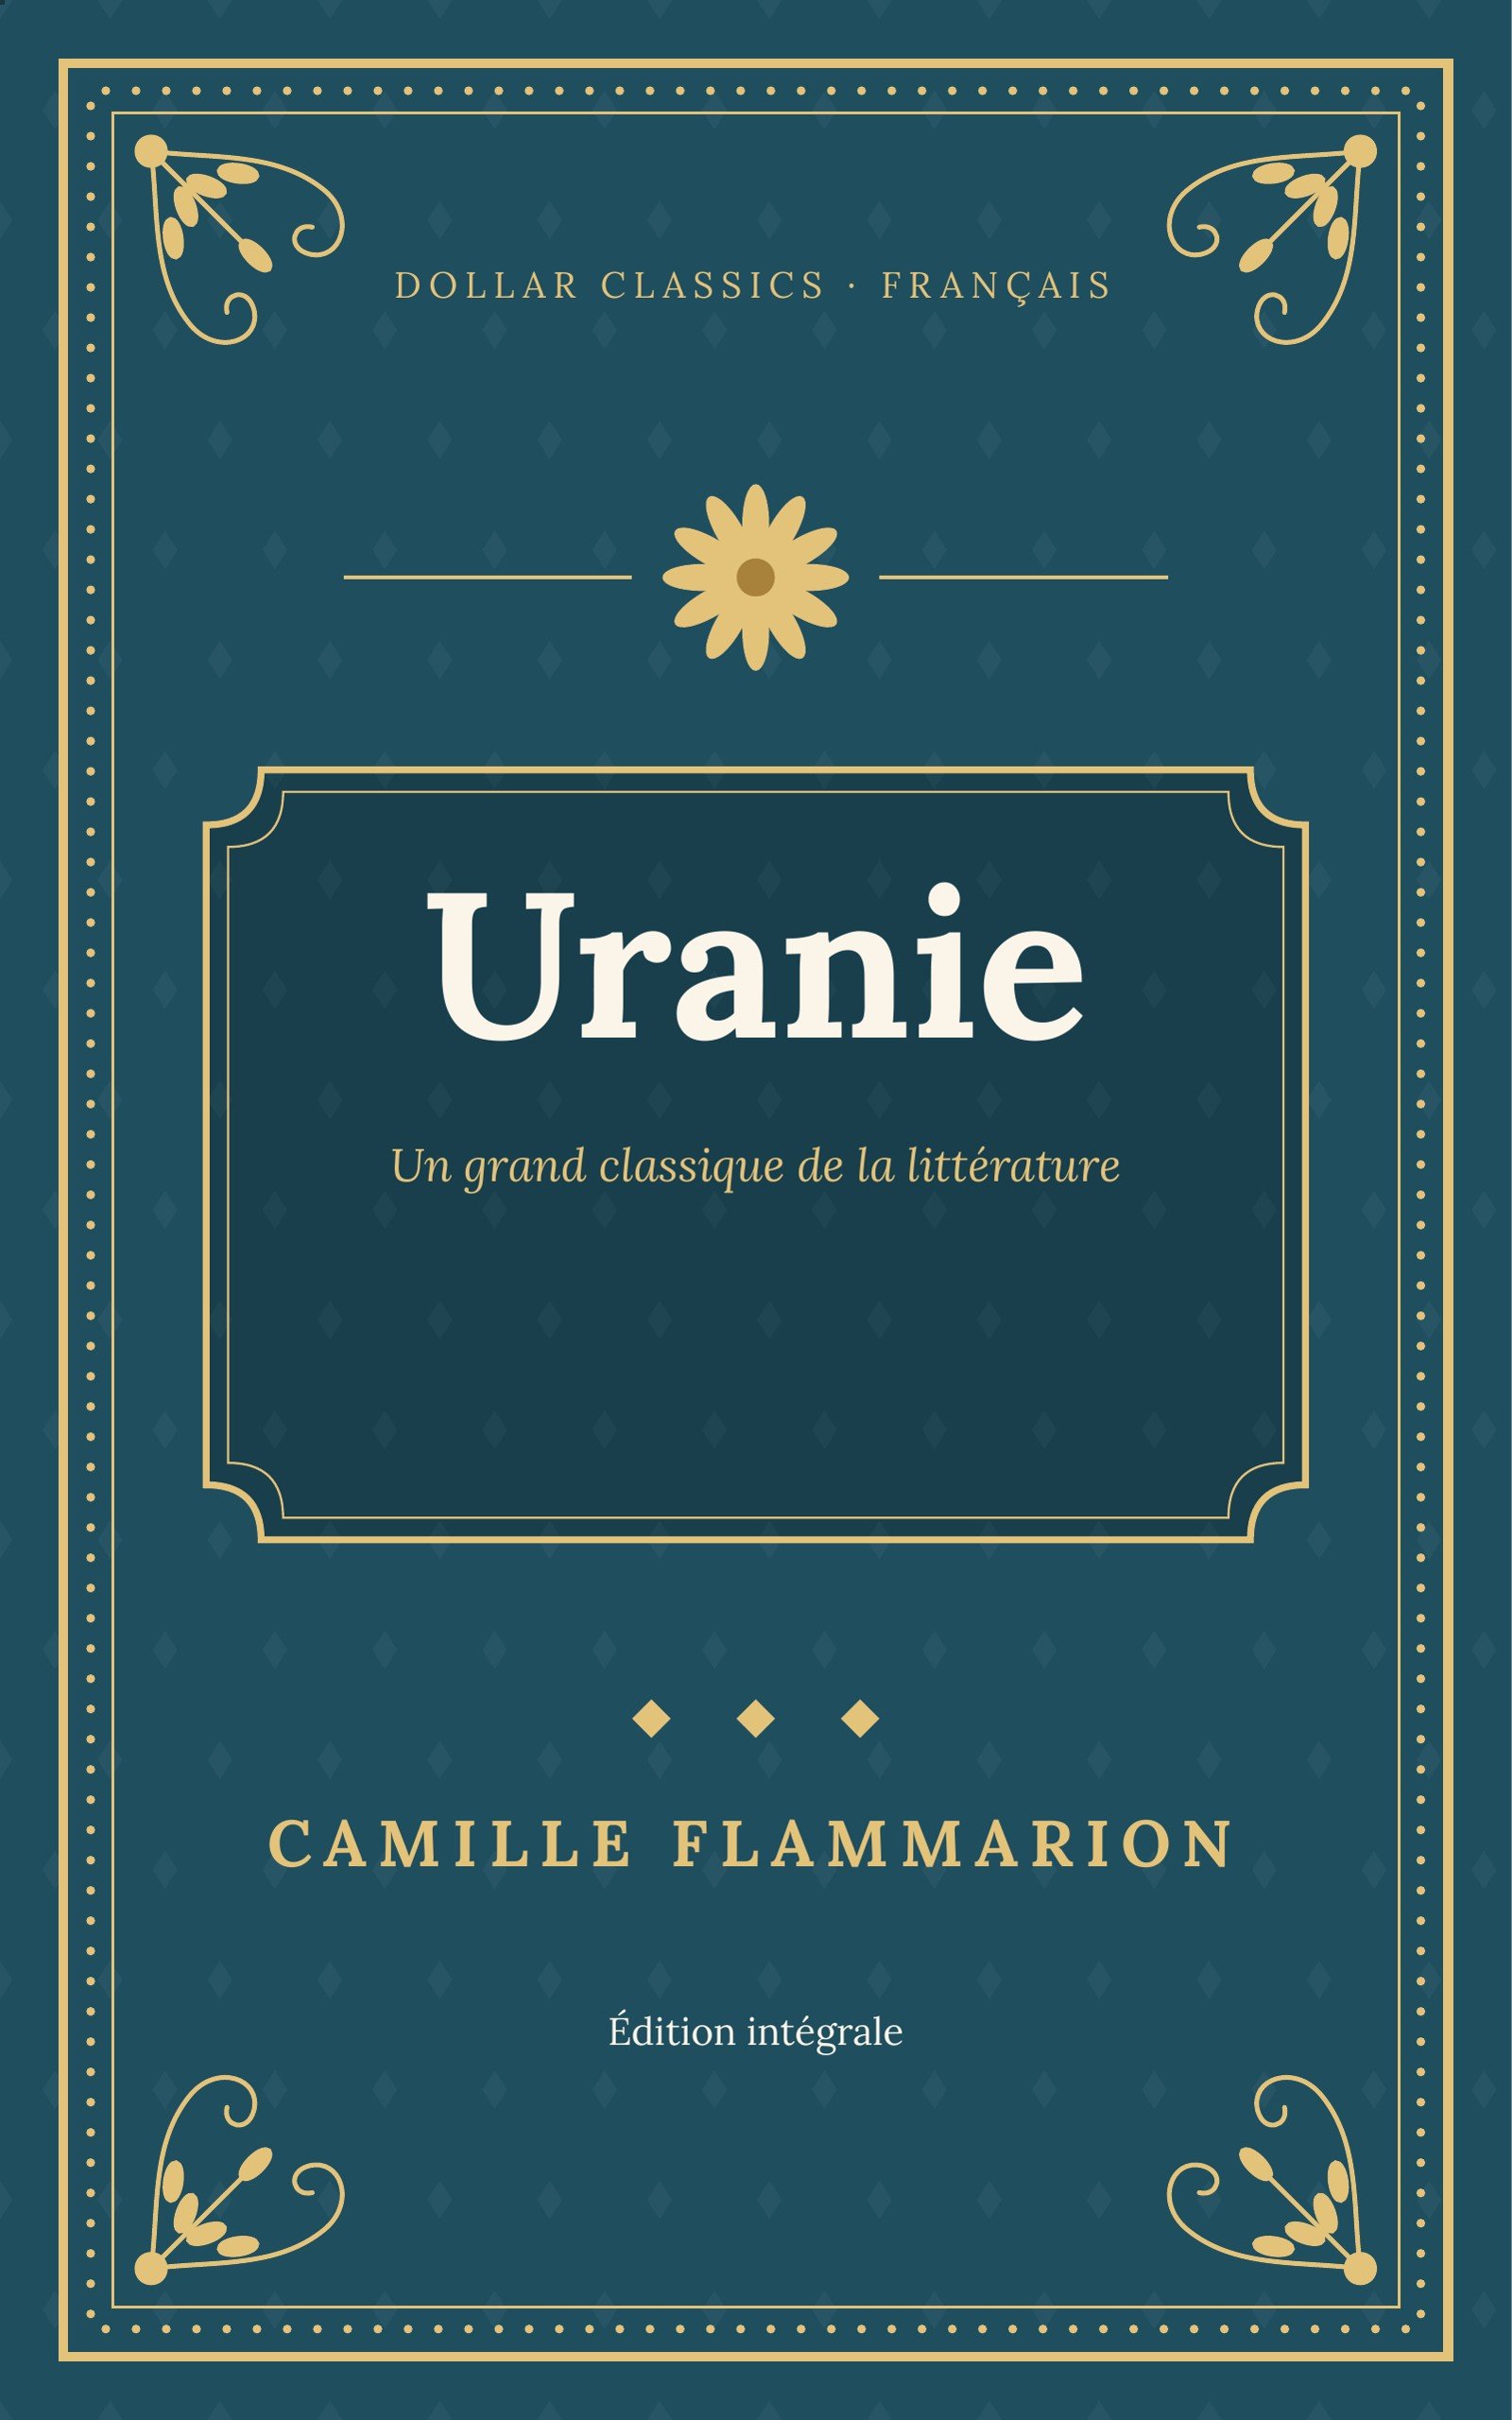 DOLLAR CLASSICS · FRANÇAIS
Uranie
Un grand classique de la littérature
CAMILLE FLAMMARION
Édition intégrale